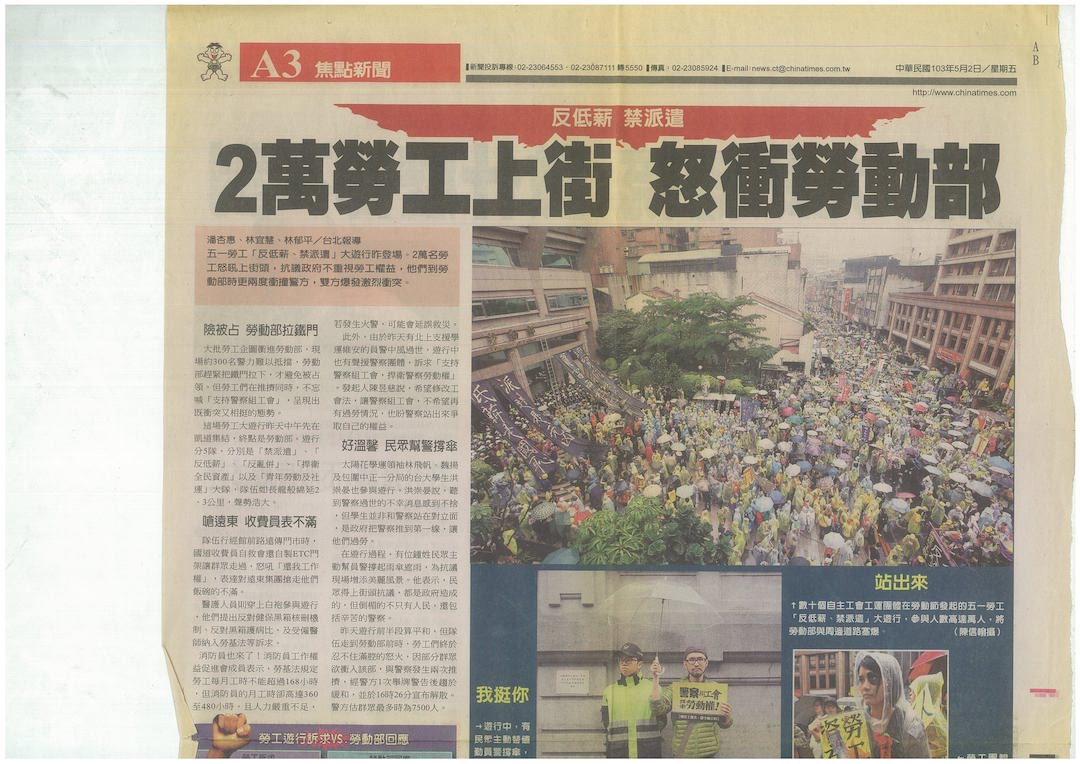 A3 焦點新聞
新聞投訴專線:02-23064553．02-23087111 轉5550
傳真：02-23085924
E-mail:news.ct@chinatimes.com.tw
中華民國103年5月2日／星期五
http://www.chinatimes.com
A
B
反低薪 禁派遣
2萬勞工上街 怒衝勞動部
潘杏惠、林宜慧、林郁平／台北報導
五一勞工「反低薪、禁派遣」大遊行昨登場。2萬名勞
工怒吼上街頭，抗議政府不重視勞工權益，他們到勞
動部時更兩度衝撞警方，雙方爆發激烈衝突。
險被占 勞動部拉鐵門
大批勞工企圖衝進勞動部，現
場約300名警力難以抵擋，勞動
部趕緊把鐵門拉下，才避免被占
領。但勞工們在推擠同時，不忘
喊「支持警察組工會」，呈現出
既衝突又相挺的態勢。
這場勞工大遊行昨天中午先在
凱道集結，終點是勞動部。遊行
分5隊，分別是「禁派遣」、「
反低薪」、「反亂併」、「捍衛
全民資產」以及「青年勞動及社
運」大隊，隊伍如長龍般綿延2
、3公里，聲勢浩大。
嗆遠東 收費員表不滿
隊伍行經館前路遠傳門市時，
國道收費員自救會還自製ETC門
架讓群眾走過，怒吼「還我工作
權」，表達對遠東集團搶走他們
飯碗的不滿。
醫護人員則穿上白袍參與遊行
，他們提出反對健保黑箱核刪機
制、反對黑箱護病比，及受僱醫
師納入勞基法等訴求。
消防員也來了！消防員工作權
益促進會成員表示，勞基法規定
勞工每月工時不能超過168小時
，但消防員的月工時卻高達360
至480小時，且人力嚴重不足，
若發生火警，可能會延誤救災。
此外，由於昨天有北上支援學
運維安的員警中風過世，遊行中
也有聲援警察團體，訴求「支持
警察組工會，捍衛警察勞動權」
。發起人陳昱慈說，希望修改工
會法，讓警察組工會，不希望再
有過勞情況，也盼警察站出來爭
取自己的權益。
好溫馨 民眾幫警撐傘
太陽花學運領袖林飛帆、魏揚
及包圍中正一分局的台大學生洪
崇晏也參與遊行。洪崇晏說，聽
到警察過世的不幸消息感到不捨
，但學生並非和警察站在對立面
，是政府把警察推到第一線，讓
他們過勞。
在遊行過程，有位鍾姓民眾主
動幫員警撐起雨傘遮雨，為抗議
現場增添美麗風景。他表示，民
眾得上街頭抗議，都是政府造成
的，但倒楣的不只有人民，還包
括辛苦的警察。
昨天遊行前半段算平和，但隊
伍走到勞動部前時，勞工們終於
忍不住滿腔的怒火，因部分群眾
欲衝入該部，與警察發生兩次推
擠，經警方1次舉牌警告後趨於
緩和，並於16時26分宣布解散。
警方估群眾最多時為7500人。
站出來
↑數十個自主工會工運團體在勞動節發起的五一勞工
「反低薪、禁派遣」大遊行，參與人數高達萬人，將
勞動部與周邊道路塞爆。
（陳信翰攝）
我挺你
→遊行中，有
民眾主動替值
勤員警撐傘，
警察組工會
勞動權！
勞工遊行訴求VS.勞動部回應